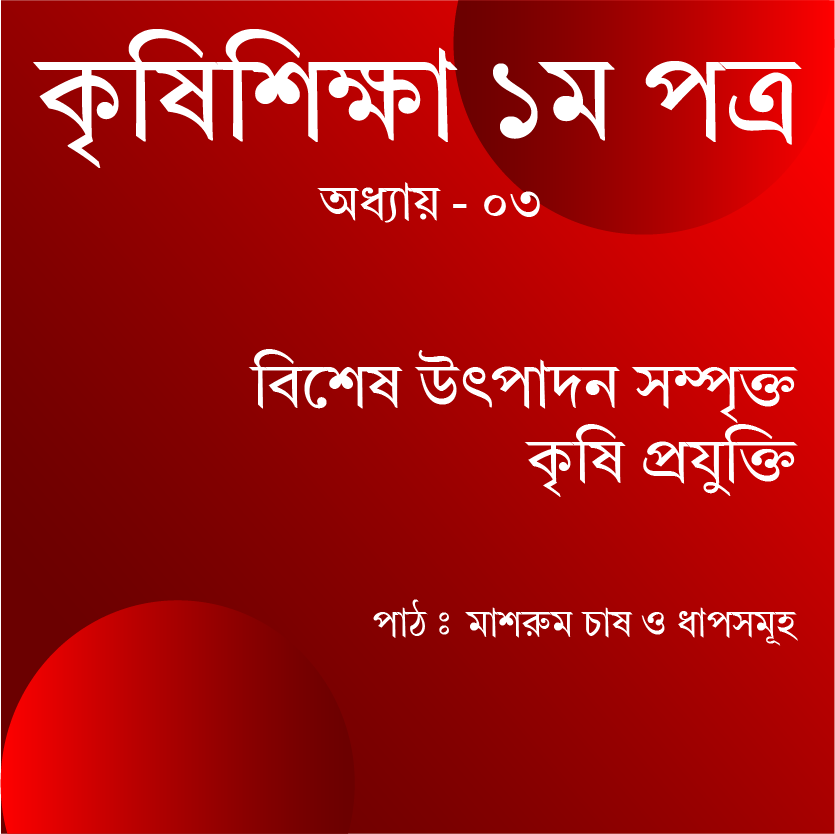 কৃষিশিক্ষা ১ম পত্র
অধ্যায় - ০৩
বিশেষ উৎপাদন সম্পৃক্ত
কৃষি প্রযুক্তি
পাঠ ঃ মাশরুম চাষ ও ধাপসমূহ